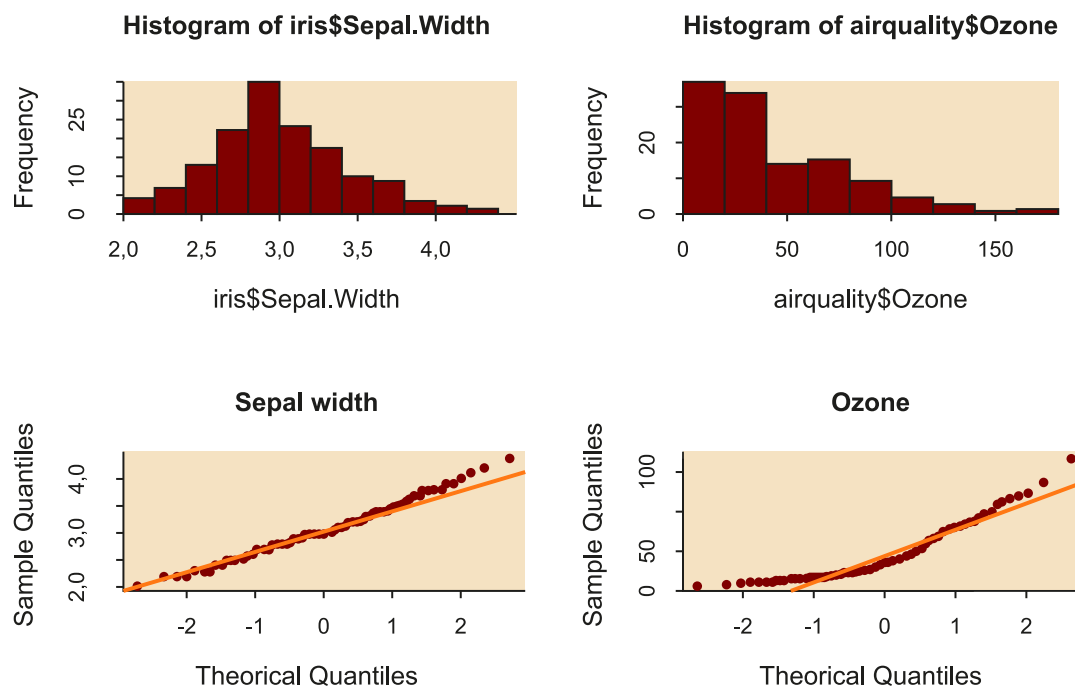 Histogram of iris$Sepal.Width
Frequency
0 10 25
2,0 2,5 3,0 3,5 4,0
iris$Sepal.Width
Histogram of airquality$Ozone
Frequency
0 20
0 50 100 150
airquality$Ozone
Sepal width
Sample Quantiles
2,0 3,0 4,0
-2 -1 0 1 2
Theorical Quantiles
Ozone
Sample Quantiles
0 50 100
-2 -1 0 1 2
Theorical Quantiles